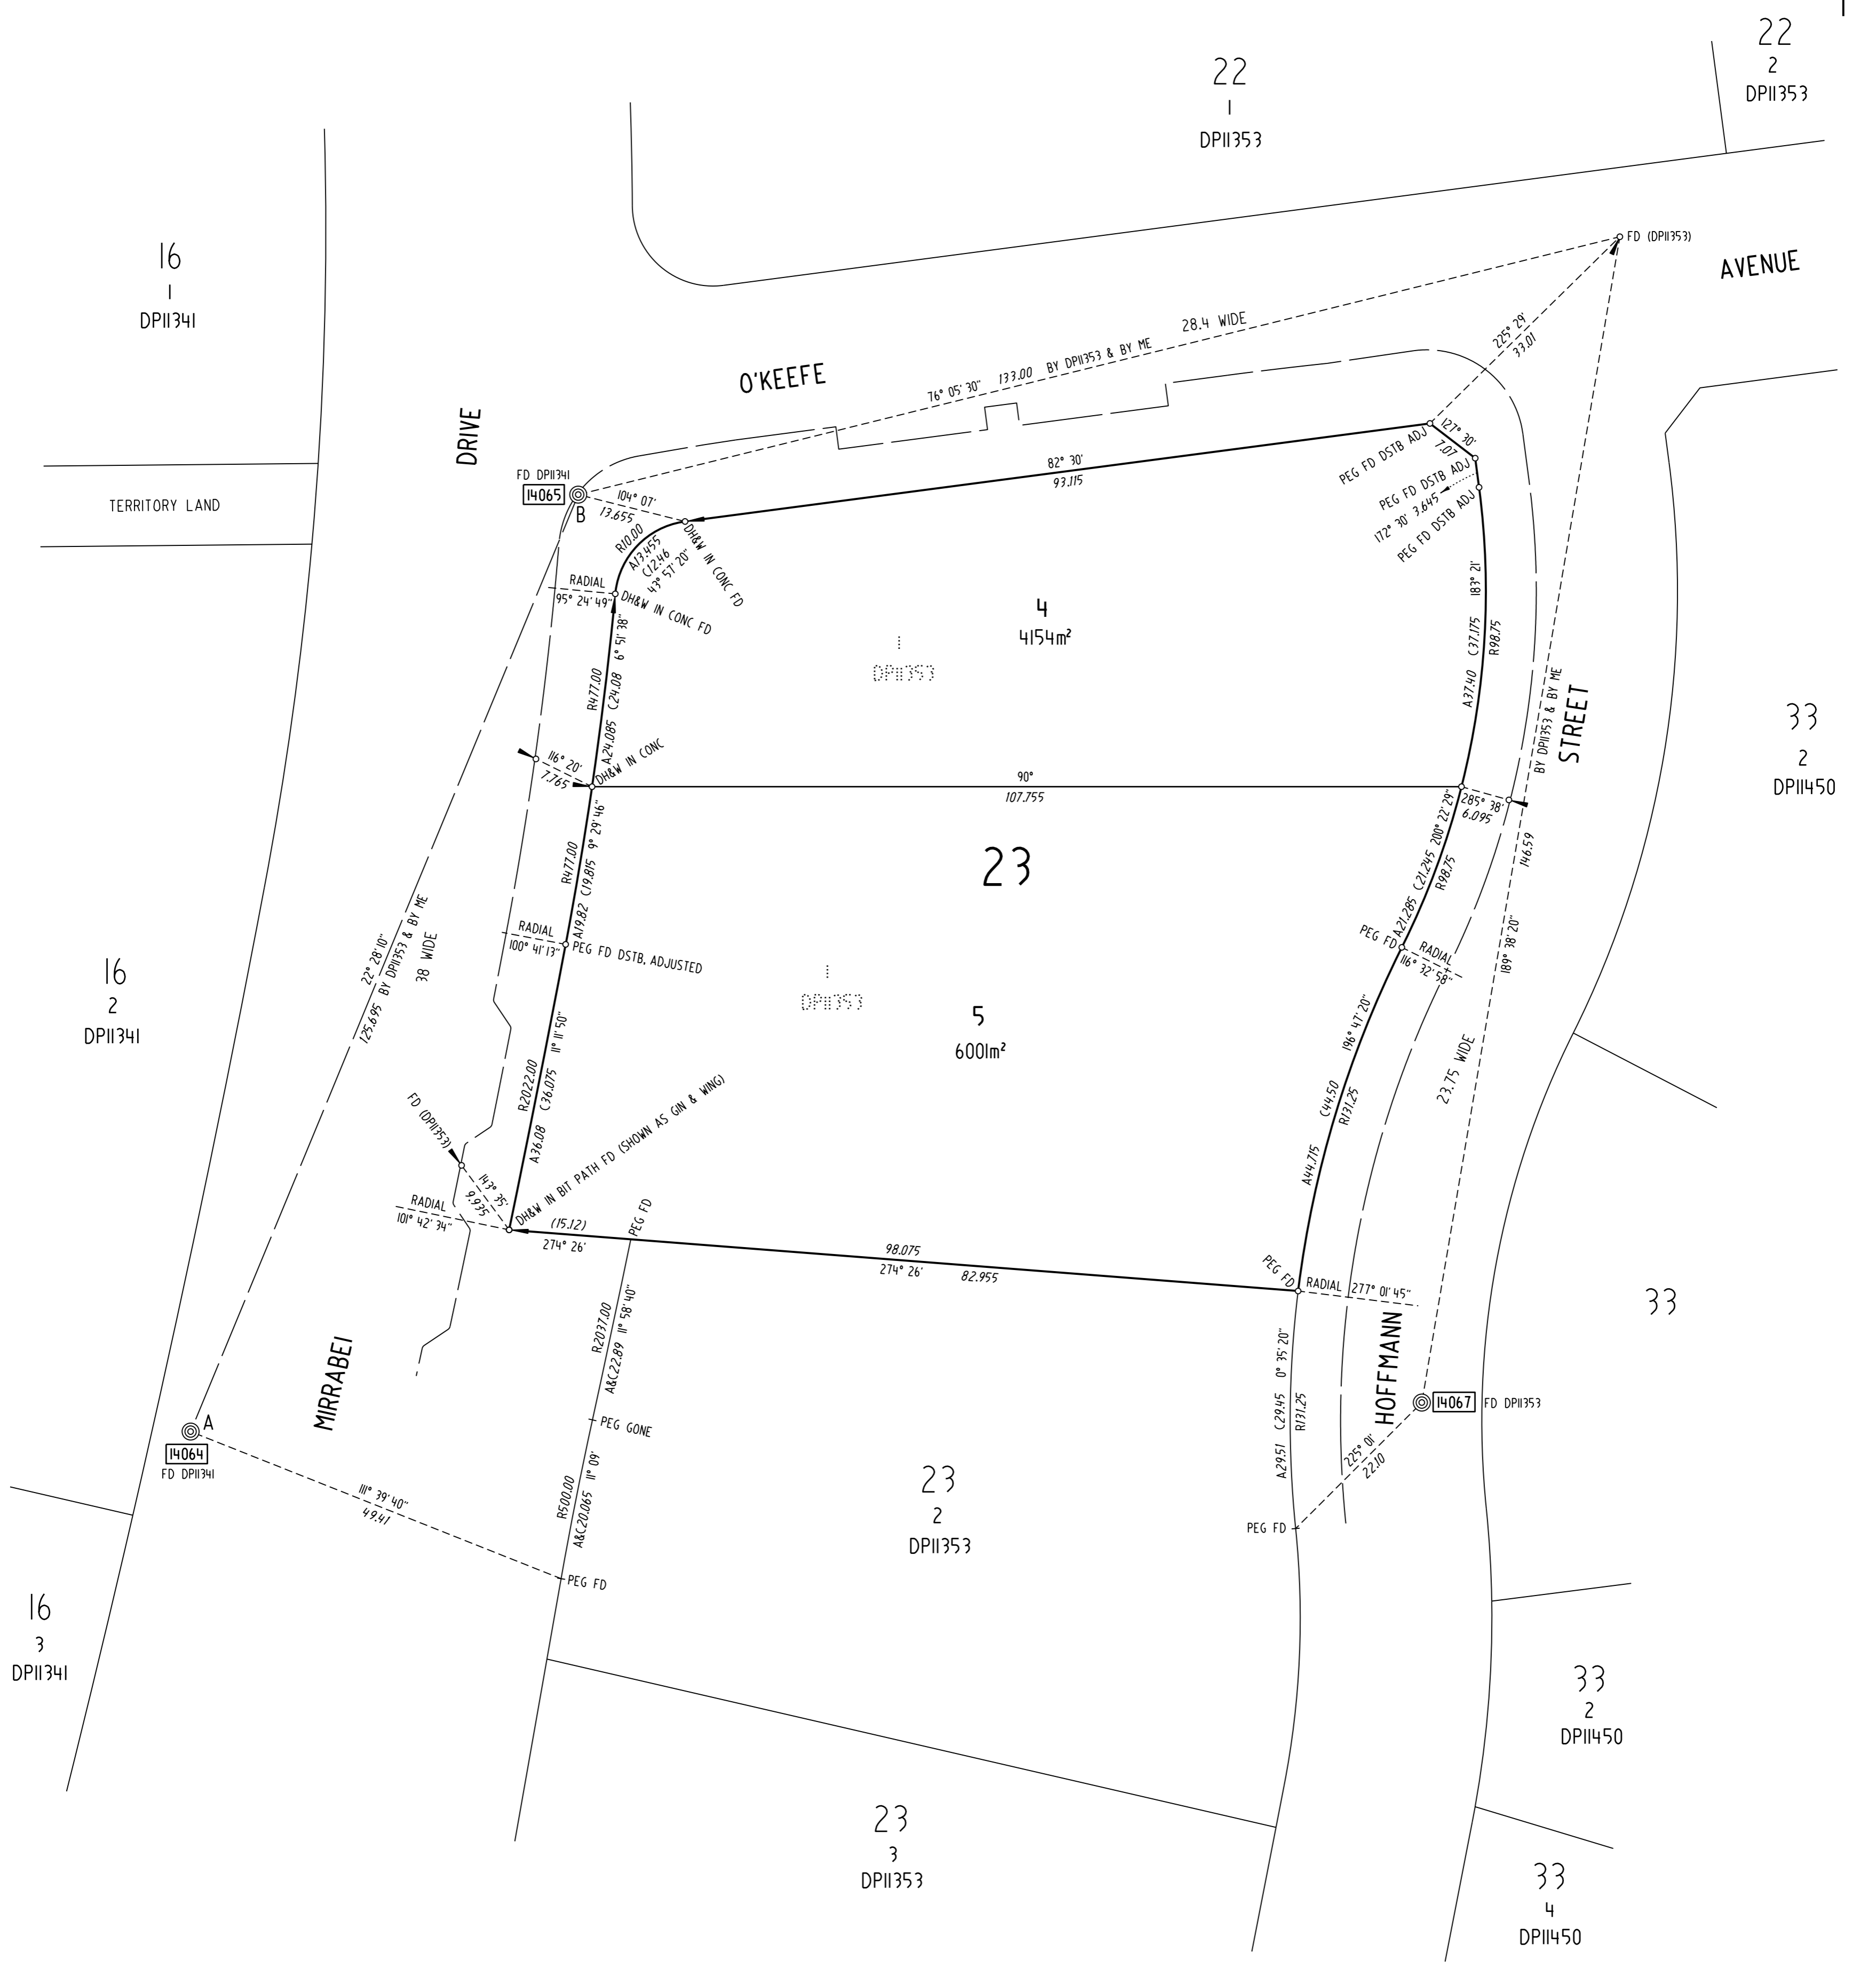 22
2
DP11353
22
1
DP11353
16
1
DP11341
FD (DP11353)
AVENUE
225° 29'
33.01
28.4 WIDE
76° 05' 30" 133.00 BY DP11353 & BY ME
O'KEEFE
DRIVE
TERRITORY LAND
FD DP11341
14065
B
104° 07'
13.655
82° 30'
93.115
PEG FD DSTB ADJ
127° 30'
7.07
PEG FD DSTB ADJ
172° 30' 3.645
PEG FD DSTB ADJ
R10.00
A13.455
C12.46
43° 57' 20"
DH&W IN CONC FD
RADIAL
95° 24' 49"
DH&W IN CONC FD
4
4154m²
1
DP11353
R477.00
A24.085 C24.08 6° 51' 38"
183° 21'
A37.40 C37.175
R98.75
BY DP11353 & BY ME
STREET
33
2
DP11450
116° 20'
7.765
DH&W IN CONC
90°
107.755
285° 38'
6.095
146.59
189° 38' 20"
23
R477.00
A19.82 C19.815 9° 29' 46"
A21.285 C21.245 200° 22' 29"
R98.75
22° 28' 10"
125.695 BY DP11353 & BY ME
38 WIDE
RADIAL
100° 41' 13"
PEG FD DSTB, ADJUSTED
PEG FD
RADIAL
116° 32' 58"
16
2
DP11341
1
DP11353
5
6001m²
R2022.00
A36.08 C36.075 11° 11' 50"
A44.715 C44.50 196° 47' 20"
R131.25
23.75 WIDE
FD (DP11353)
143° 35'
9.935
DH&W IN BIT PATH FD (SHOWN AS GIN & WING)
RADIAL
101° 42' 34"
(15.12)
274° 26'
PEG FD
98.075
274° 26' 82.955
PEG FD
RADIAL 277° 01' 45"
33
R2037.00
A&C22.89 11° 58' 40"
MIRRABEI
HOFFMANN
A29.51 C29.45 0° 35' 20"
R131.25
14067
FD DP11353
A
14064
FD DP11341
PEG GONE
111° 39' 40"
49.41
R500.00
A&C20.065 11° 09'
225° 01'
22.10
PEG FD
PEG FD
23
2
DP11353
16
3
DP11341
33
2
DP11450
23
3
DP11353
33
4
DP11450